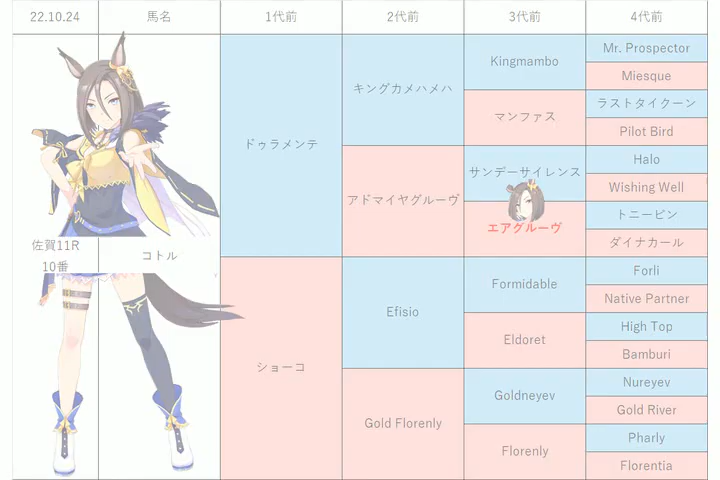 22.10.24 馬名 1代前 2代前 3代前 4代前
佐賀11R
10番
コトル
ドゥラメンテ
ショーコ
キングカメハメハ
アドマイヤグルーヴ
Efisio
Gold Florenly
Kingmambo
マンファス
サンデーサイレンス
エアグルーヴ
Formidable
Eldoret
Goldneyev
Florenly
Mr. Prospector
Miesque
ラストタイクーン
Pilot Bird
Halo
Wishing Well
トニービン
ダイナカール
Forli
Native Partner
High Top
Bamburi
Nureyev
Gold River
Pharly
Florentia